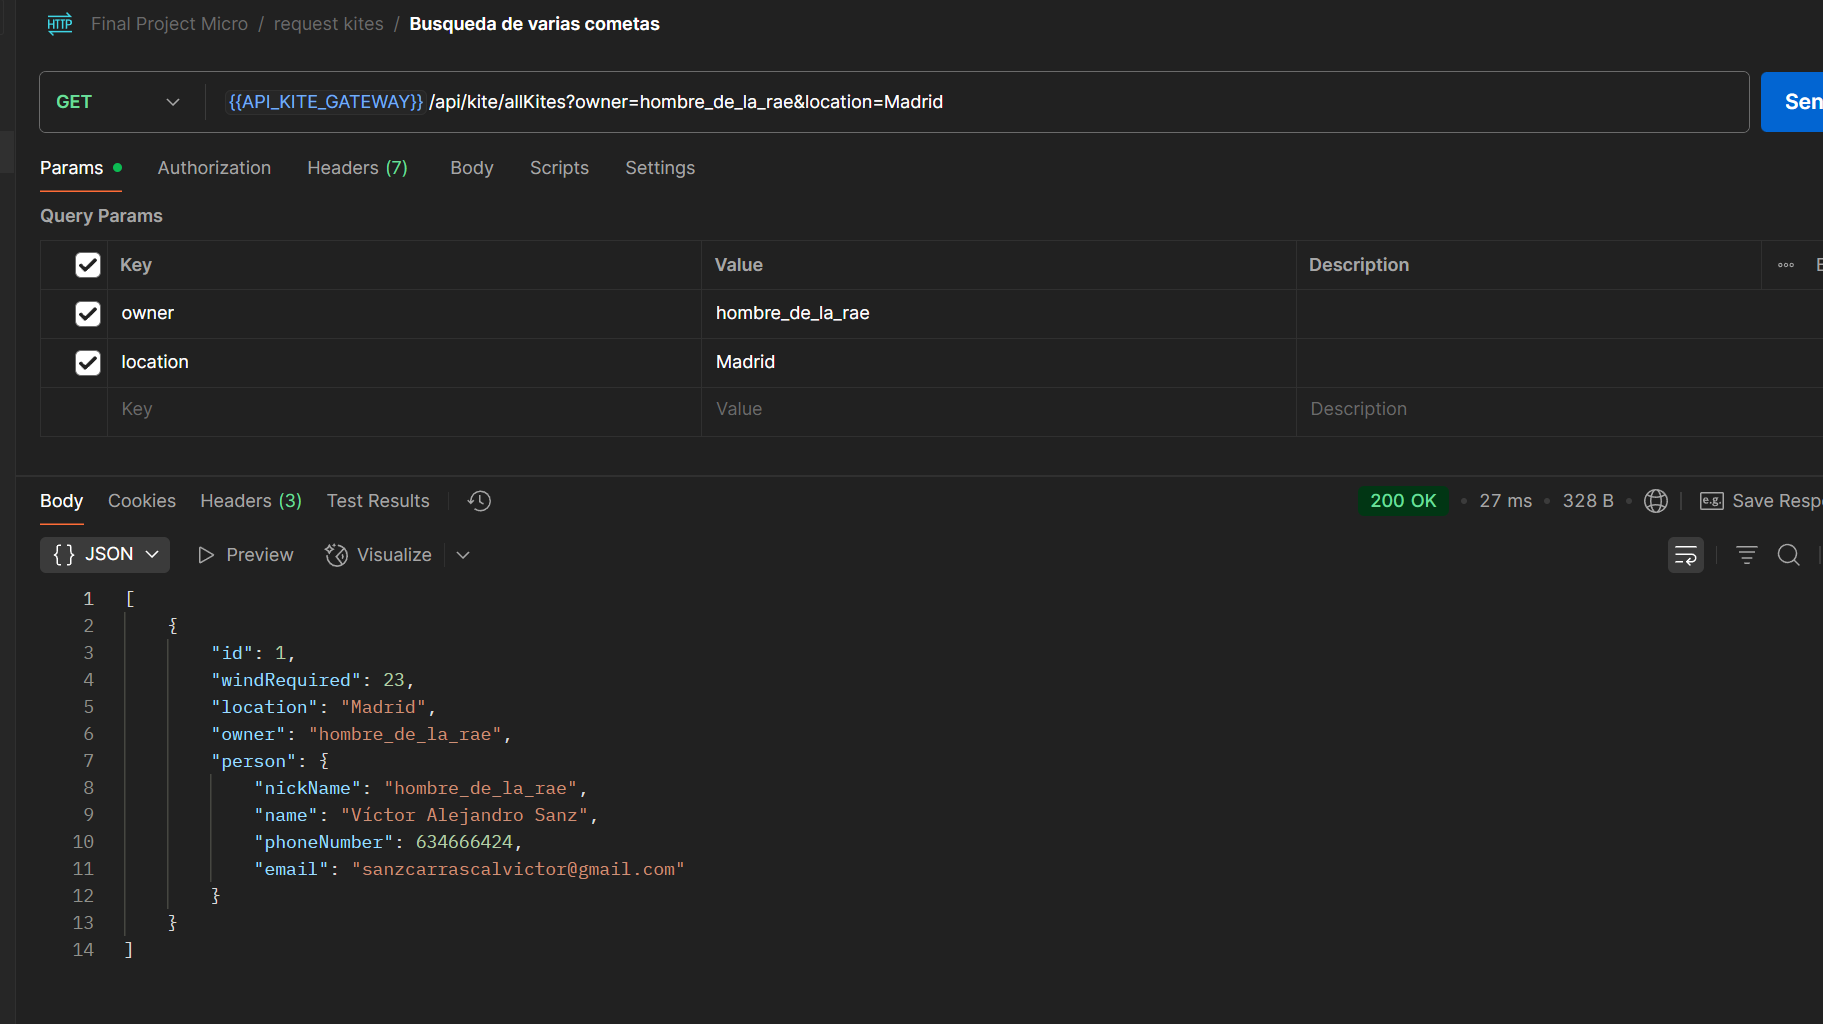 HTTP Final Project Micro / request kites / Busqueda de varias cometas
GET {{API_KITE_GATEWAY}} /api/kite/allKites?owner=hombre_de_la_rae&location=Madrid Sen
Params Authorization Headers (7) Body Scripts Settings
Query Params
Key Value Description
owner hombre_de_la_rae
location Madrid
Key Value Description
Body Cookies Headers (3) Test Results 200 OK • 27 ms • 328 B • e.g. Save Resp
{} JSON Preview Visualize
1 [
2 {
3 "id": 1,
4 "windRequired": 23,
5 "location": "Madrid",
6 "owner": "hombre_de_la_rae",
7 "person": {
8 "nickName": "hombre_de_la_rae",
9 "name": "Víctor Alejandro Sanz",
10 "phoneNumber": 634666424,
11 "email": "sanzcarrascalvictor@gmail.com"
12 }
13 }
14 ]